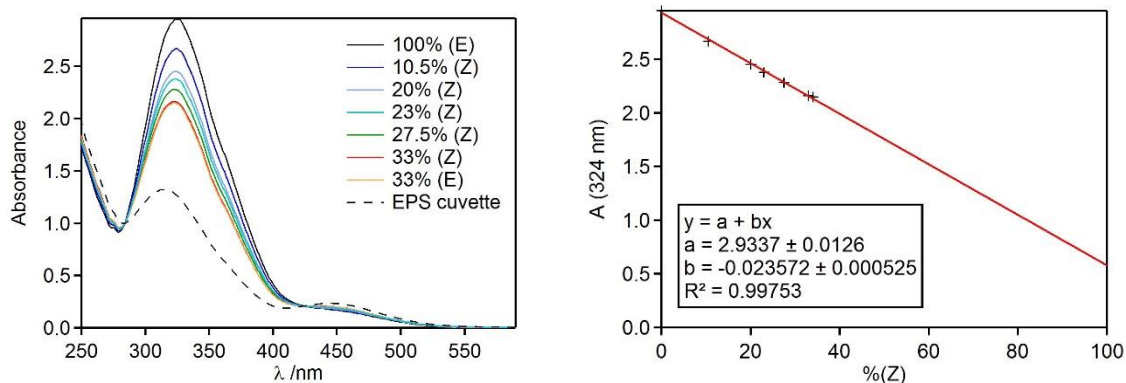 Absorbance
2.5
2.0
1.5
1.0
0.5
0.0
250 300 350 400 450 500 550
λ /nm
100% (E)
10.5% (Z)
20% (Z)
23% (Z)
27.5% (Z)
33% (Z)
33% (E)
EPS cuvette
A (324 nm)
2.5
2.0
1.5
1.0
0.5
0.0
0 20 40 60 80 100
%(Z)
y = a + bx
a = 2.9337 ± 0.0126
b = -0.023572 ± 0.000525
R² = 0.99753